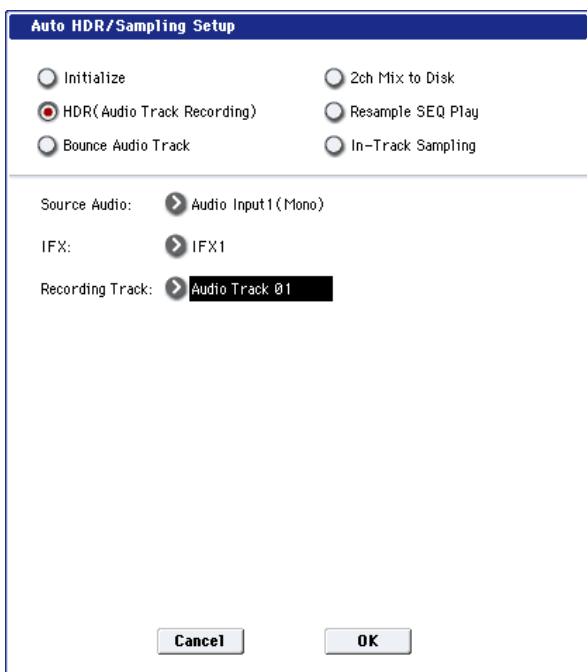 Auto HDR/Sampling Setup
Initialize
2ch Mix to Disk
HDR(Audio Track Recording)
Resample SEQ Play
Bounce Audio Track
In-Track Sampling
Source Audio: Audio Input1(Mono)
IFX: IFX1
Recording Track: Audio Track 01
Cancel OK